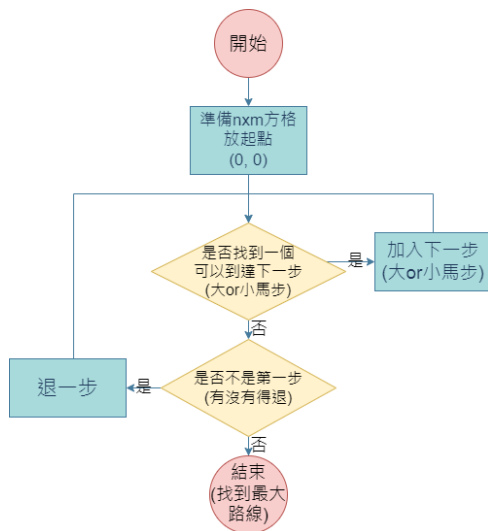 開始
準備nxm方格
放起點
(0, 0)
是否找到一個
可以到達下一步
(大or小馬步)
是
加入下一步
(大or小馬步)
否
是否不是第一步
(有沒有得退)
是
退一步
否
結束
(找到最大
路線)